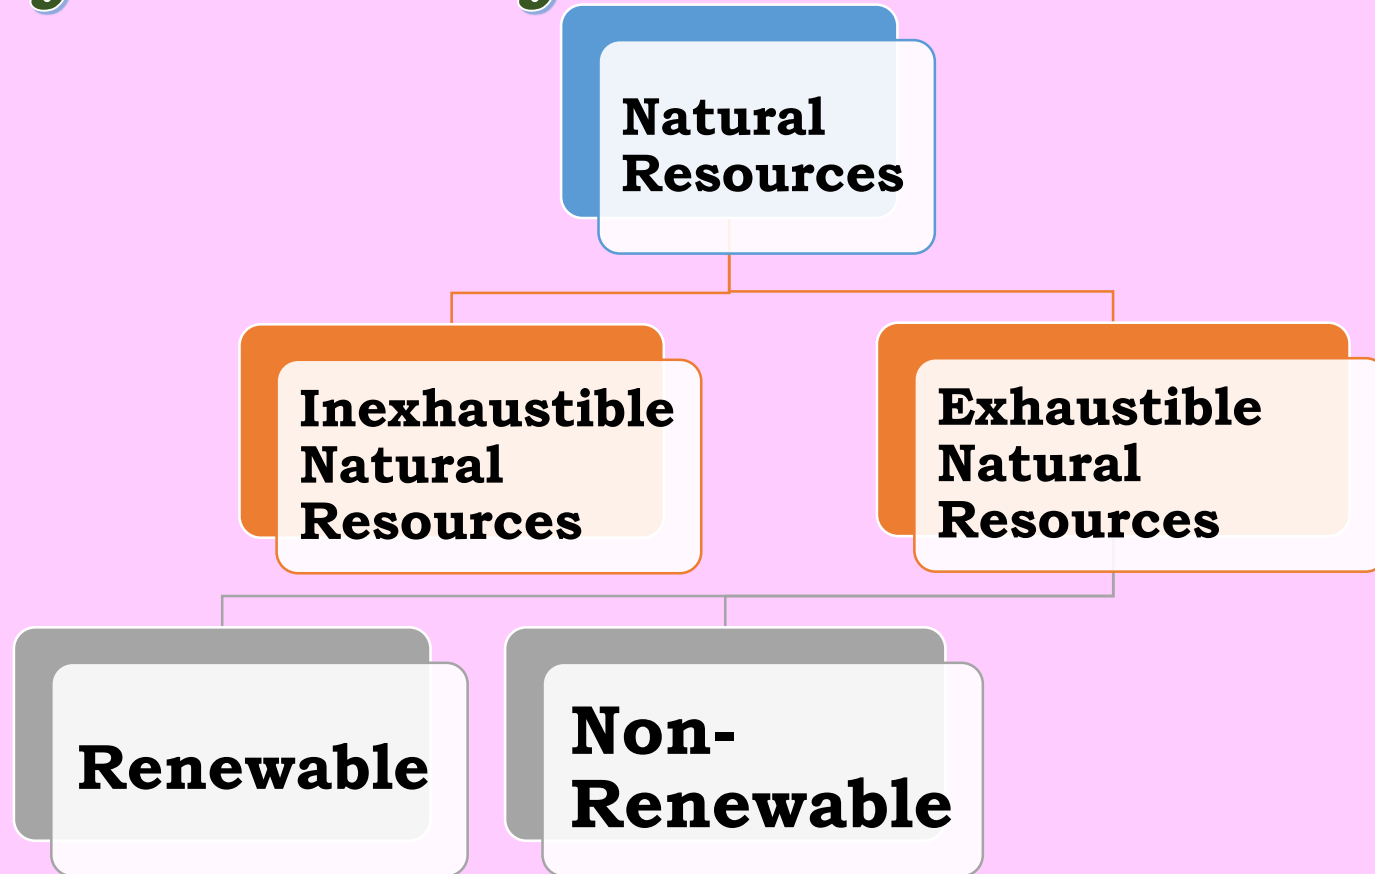 Natural
Resources
Inexhaustible
Natural
Resources
Exhaustible
Natural
Resources
Renewable
Non-
Renewable